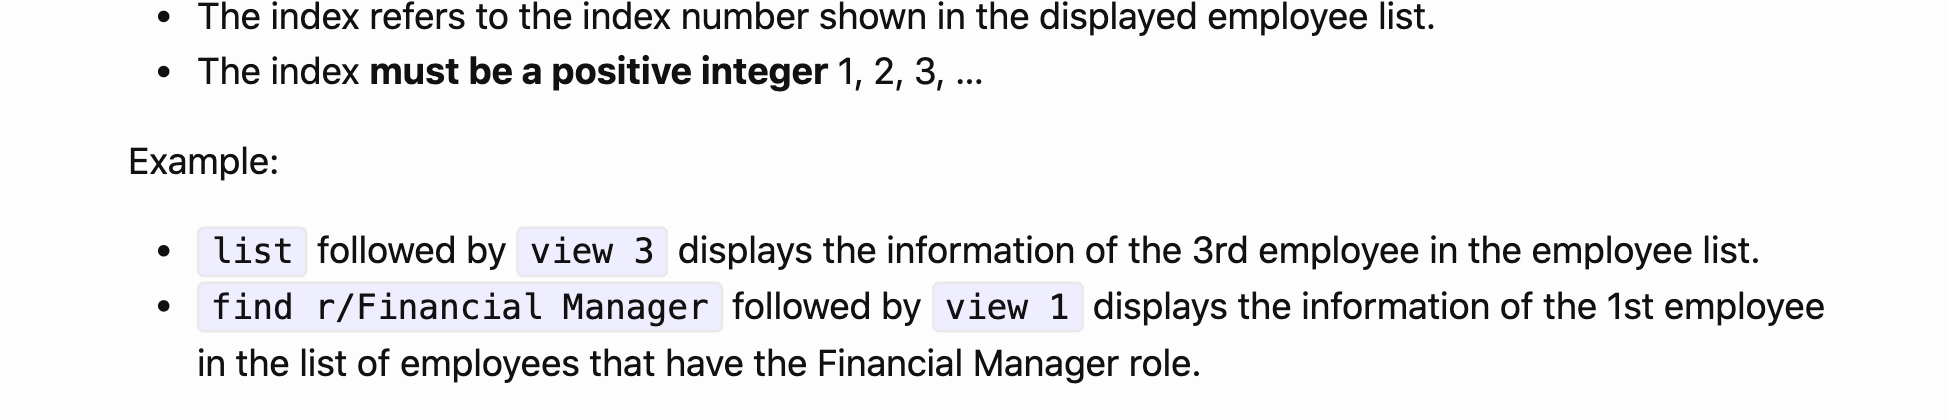 • The index refers to the index number shown in the displayed employee list.
• The index must be a positive integer 1, 2, 3, ...
Example:
• list followed by view 3 displays the information of the 3rd employee in the employee list.
• find r/Financial Manager followed by view 1 displays the information of the 1st employee
in the list of employees that have the Financial Manager role.